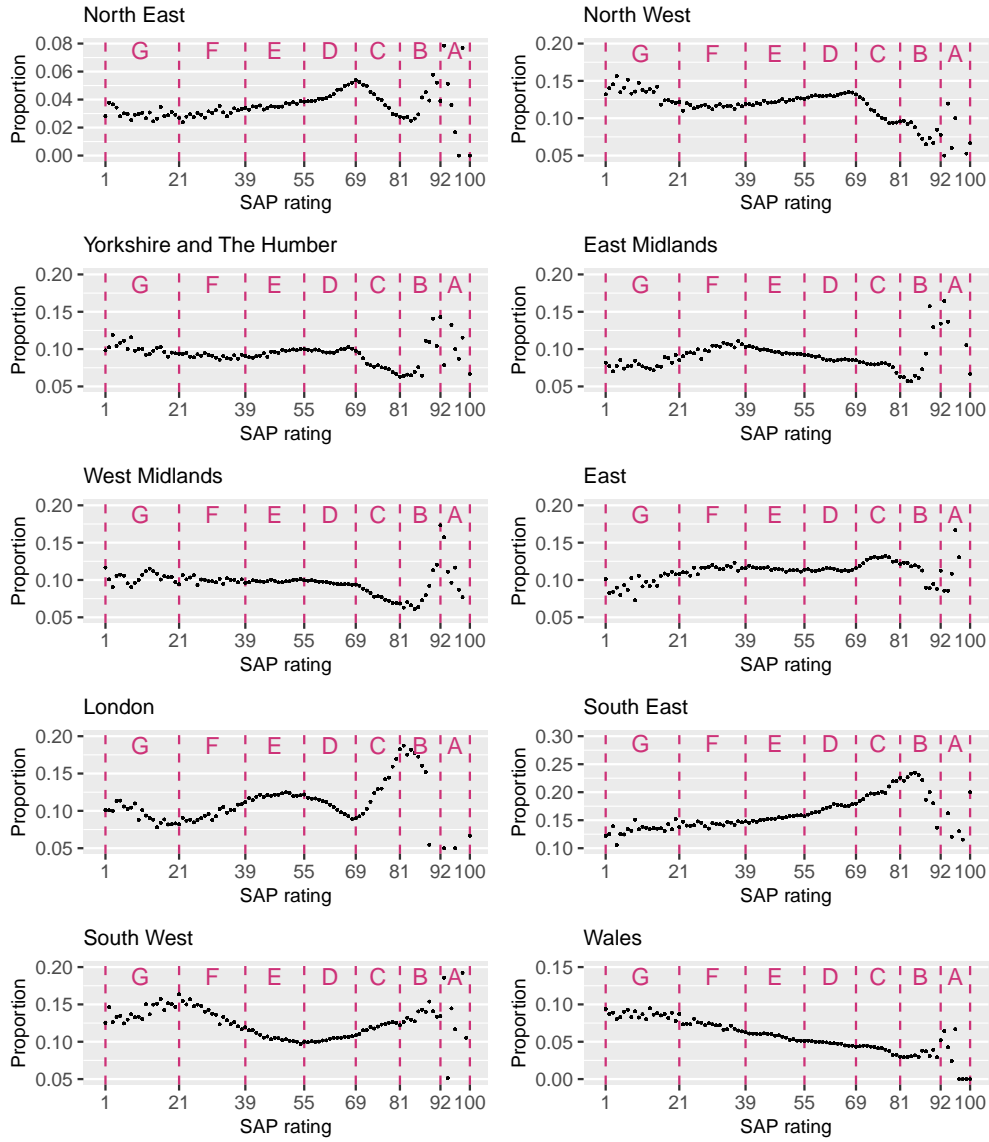 North East
0.08
0.06
0.04
0.02
0.00
Proportion
G F E D C B A
1 21 39 55 69 81 92 100
SAP rating
North West
0.20
0.15
0.10
0.05
Proportion
G F E D C B A
1 21 39 55 69 81 92 100
SAP rating
Yorkshire and The Humber
0.20
0.15
0.10
0.05
Proportion
G F E D C B A
1 21 39 55 69 81 92 100
SAP rating
East Midlands
0.20
0.15
0.10
0.05
Proportion
G F E D C B A
1 21 39 55 69 81 92 100
SAP rating
West Midlands
0.20
0.15
0.10
0.05
Proportion
G F E D C B A
1 21 39 55 69 81 92 100
SAP rating
East
0.20
0.15
0.10
0.05
Proportion
G F E D C B A
1 21 39 55 69 81 92 100
SAP rating
London
0.20
0.15
0.10
0.05
Proportion
G F E D C B A
1 21 39 55 69 81 92 100
SAP rating
South East
0.30
0.25
0.20
0.15
0.10
Proportion
G F E D C B A
1 21 39 55 69 81 92 100
SAP rating
South West
0.20
0.15
0.10
0.05
Proportion
G F E D C B A
1 21 39 55 69 81 92 100
SAP rating
Wales
0.15
0.10
0.05
0.00
Proportion
G F E D C B A
1 21 39 55 69 81 92 100
SAP rating